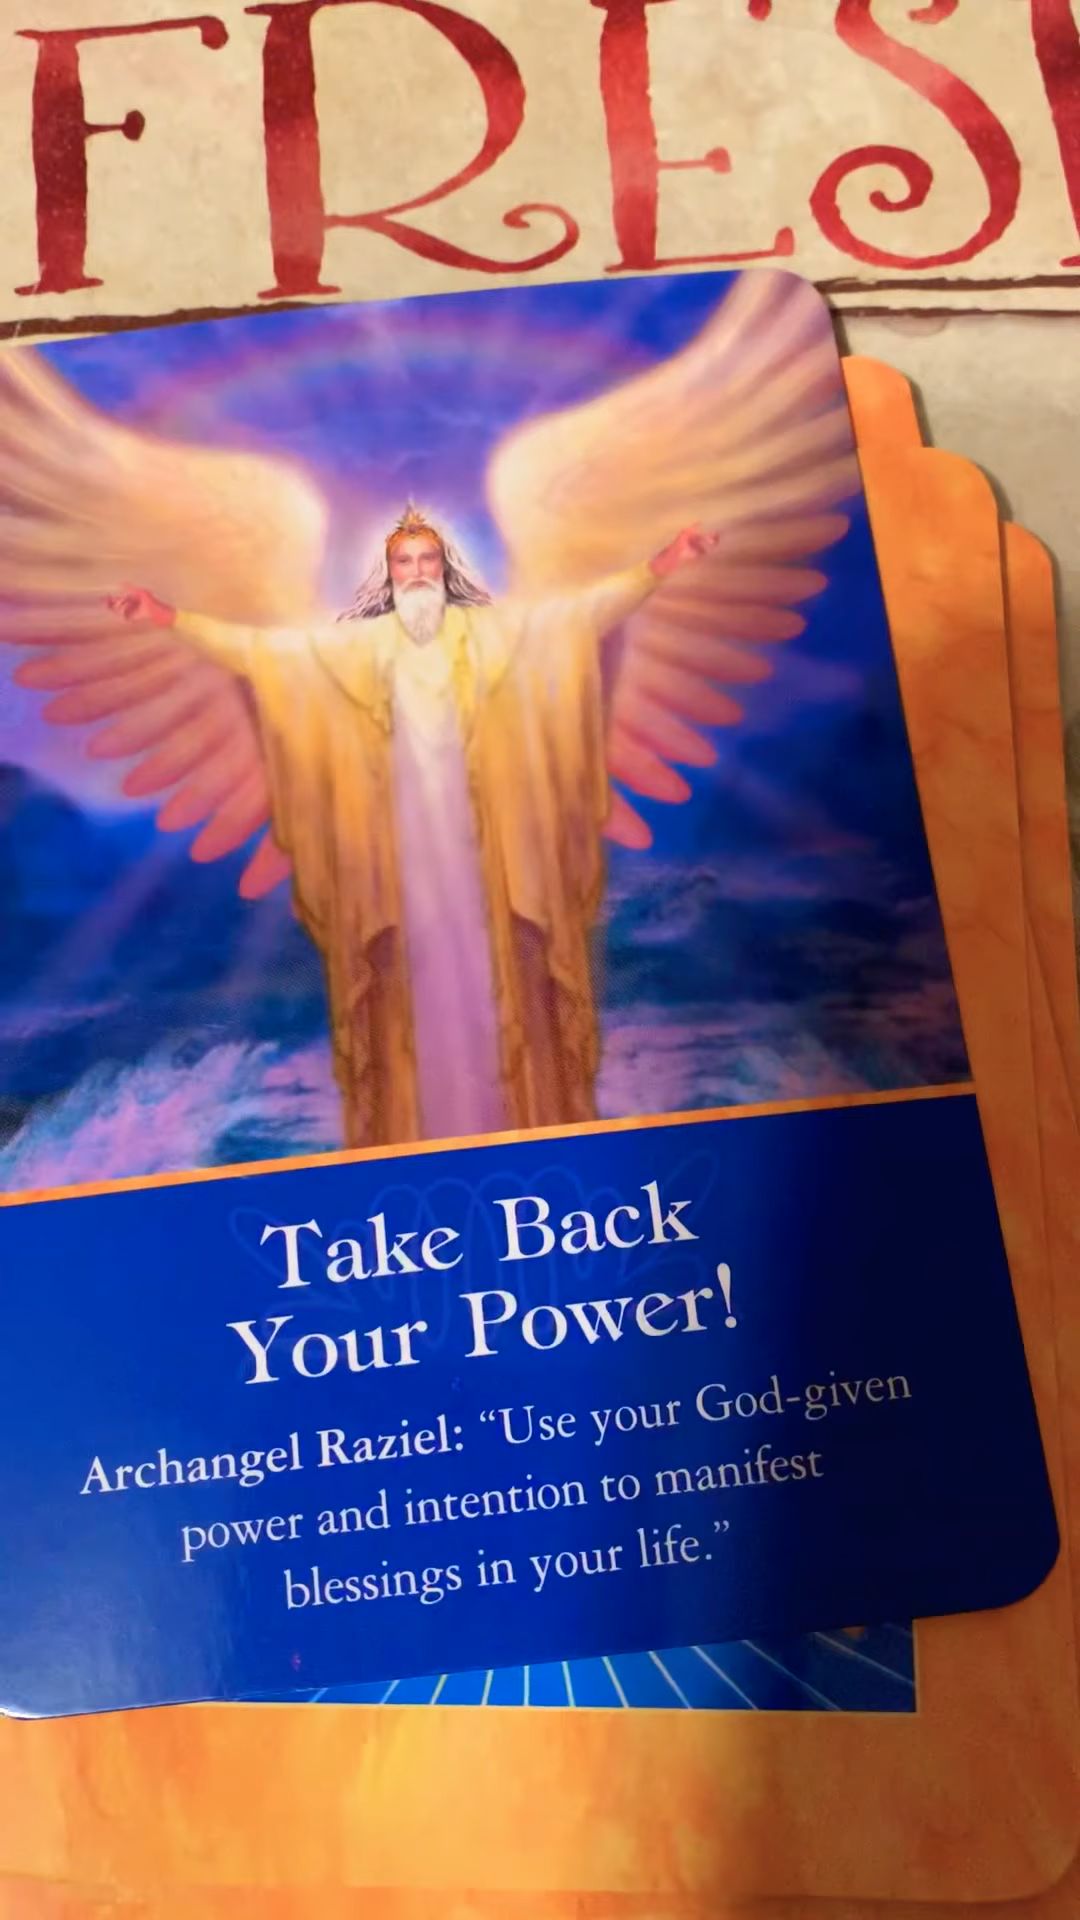 FRES
Take Back
Your Power!
Archangel Raziel: “Use your God-given
power and intention to manifest
blessings in your life.”